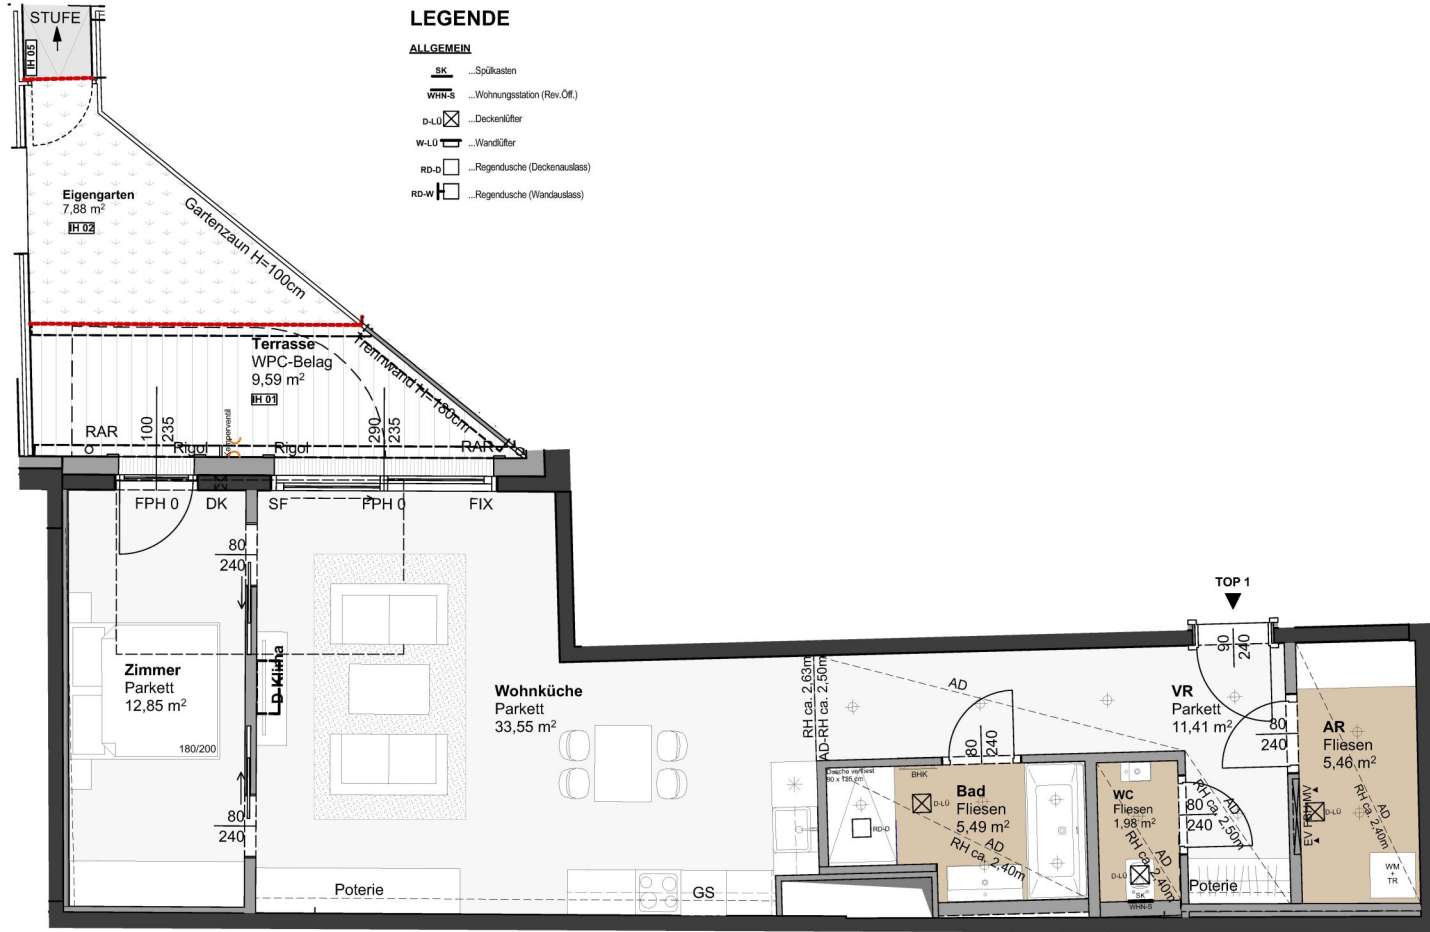 STUFE
IH 05
LEGENDE
ALLGEMEIN
SK ...Spülkasten
WHN-S ...Wohnungsstation (Rev.Öff.)
D-LÜ ...Deckenlüfter
W-LÜ ...Wandlüfter
RD-D ...Regendusche (Deckenauslass)
RD-W ...Regendusche (Wandauslass)
Eigengarten
7,88 m²
IH 02
Gartenzaun H=100cm
Terrasse
WPC-Belag
9,59 m²
IH 01
Trennwand H=180cm
RAR
100
235
Rigol
Kemperventil
Rigol
290
235
RAR
FPH 0
DK
SF
FPH 0
FIX
80
240
Zimmer
Parkett
12,85 m²
180/200
D-Klima
80
240
Wohnküche
Parkett
33,55 m²
Poterie
GS
RH ca. 2,63m
AD-RH ca. 2,50m
AD
TOP 1
90
240
VR
Parkett
11,41 m²
80
240
Dusche verfliest
90 x 125 cm
BHK
D-LÜ
RD-D
Bad
Fliesen
5,49 m²
AD
RH ca. 2,40m
80
240
WC
Fliesen
1,98 m²
AD
RH ca. 2,40m
D-LÜ
SK
WHN-S
80
240
AD
RH ca. 2,50m
Poterie
AR
Fliesen
5,46 m²
AD
RH ca. 2,40m
D-LÜ
WM
+
TR